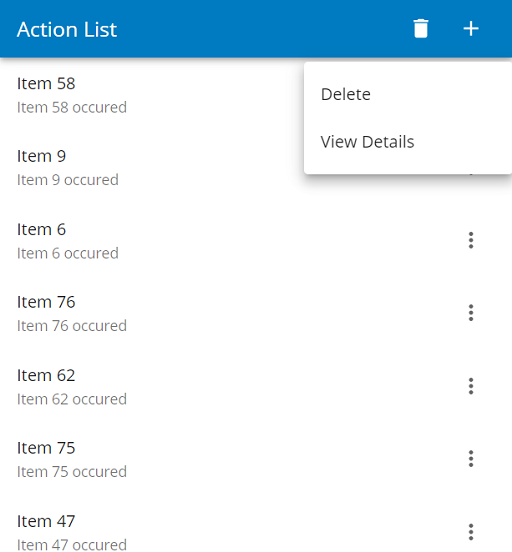 Action List
Item 58
Item 58 occured
Delete
View Details
Item 9
Item 9 occured
Item 6
Item 6 occured
Item 76
Item 76 occured
Item 62
Item 62 occured
Item 75
Item 75 occured
Item 47
Item 47 occured